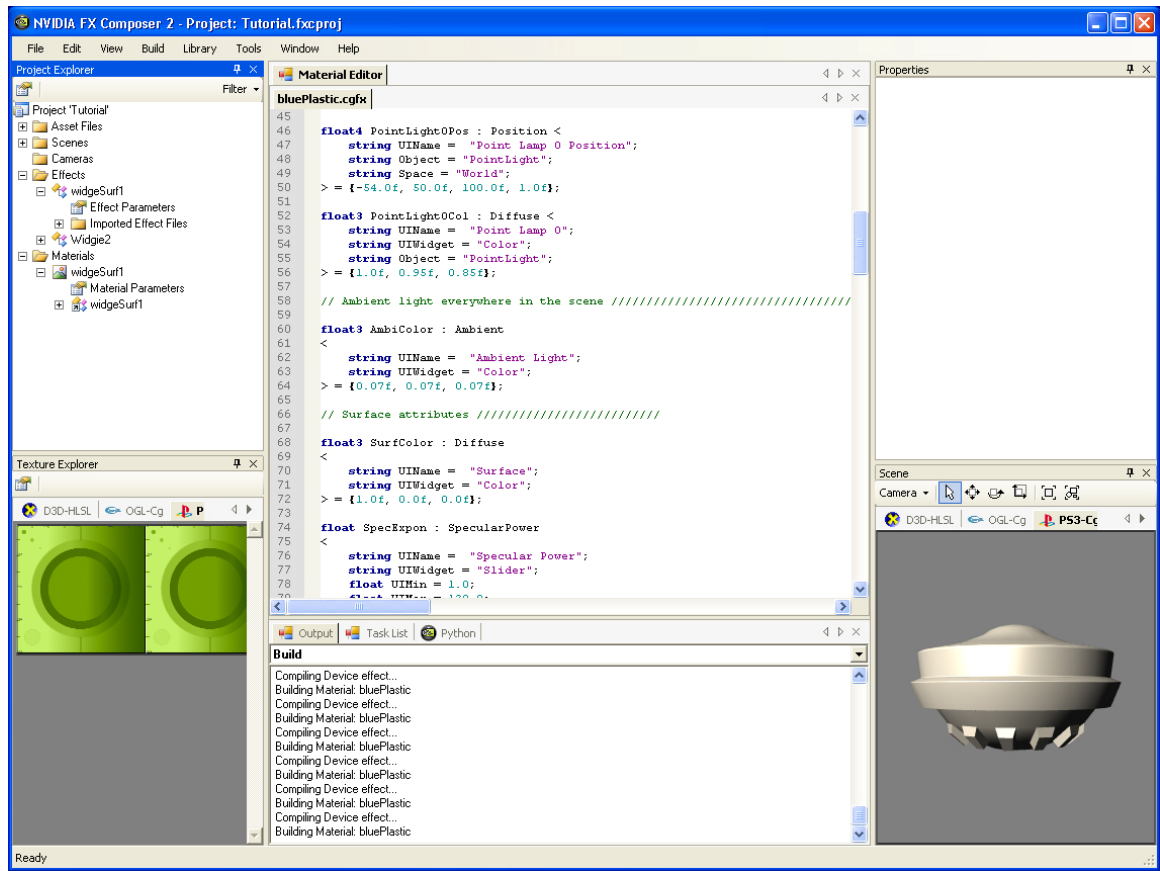 NVIDIA FX Composer 2 - Project: Tutorial.fxcproj
File Edit View Build Library Tools Window Help
Project Explorer
Filter
Project 'Tutorial'
Asset Files
Scenes
Cameras
Effects
widgeSurf1
Effect Parameters
Imported Effect Files
Widgie2
Materials
widgeSurf1
Material Parameters
widgeSurf1
Texture Explorer
D3D-HLSL OGL-Cg P
Material Editor
bluePlastic.cgfx
45
46 float4 PointLight0Pos : Position <
47 string UIName =  "Point Lamp 0 Position";
48 string Object = "PointLight";
49 string Space = "World";
50 > = {-54.0f, 50.0f, 100.0f, 1.0f};
51
52 float3 PointLight0Col : Diffuse <
53 string UIName =  "Point Lamp 0";
54 string UIWidget = "Color";
55 string Object = "PointLight";
56 > = {1.0f, 0.95f, 0.85f};
57
58 // Ambient light everywhere in the scene //////////////////////////////////
59
60 float3 AmbiColor : Ambient
61 <
62 string UIName =  "Ambient Light";
63 string UIWidget = "Color";
64 > = {0.07f, 0.07f, 0.07f};
65
66 // Surface attributes //////////////////////////
67
68 float3 SurfColor : Diffuse
69 <
70 string UIName =  "Surface";
71 string UIWidget = "Color";
72 > = {1.0f, 0.0f, 0.0f};
73
74 float SpecExpon : SpecularPower
75 <
76 string UIName =  "Specular Power";
77 string UIWidget = "Slider";
78 float UIMin = 1.0;
79 float UIMax = 128.0;
Output Task List Python
Build
Compiling Device effect...
Building Material: bluePlastic
Compiling Device effect...
Building Material: bluePlastic
Compiling Device effect...
Building Material: bluePlastic
Compiling Device effect...
Building Material: bluePlastic
Compiling Device effect...
Building Material: bluePlastic
Compiling Device effect...
Building Material: bluePlastic
Properties
Scene
Camera
D3D-HLSL OGL-Cg PS3-Cg
Ready